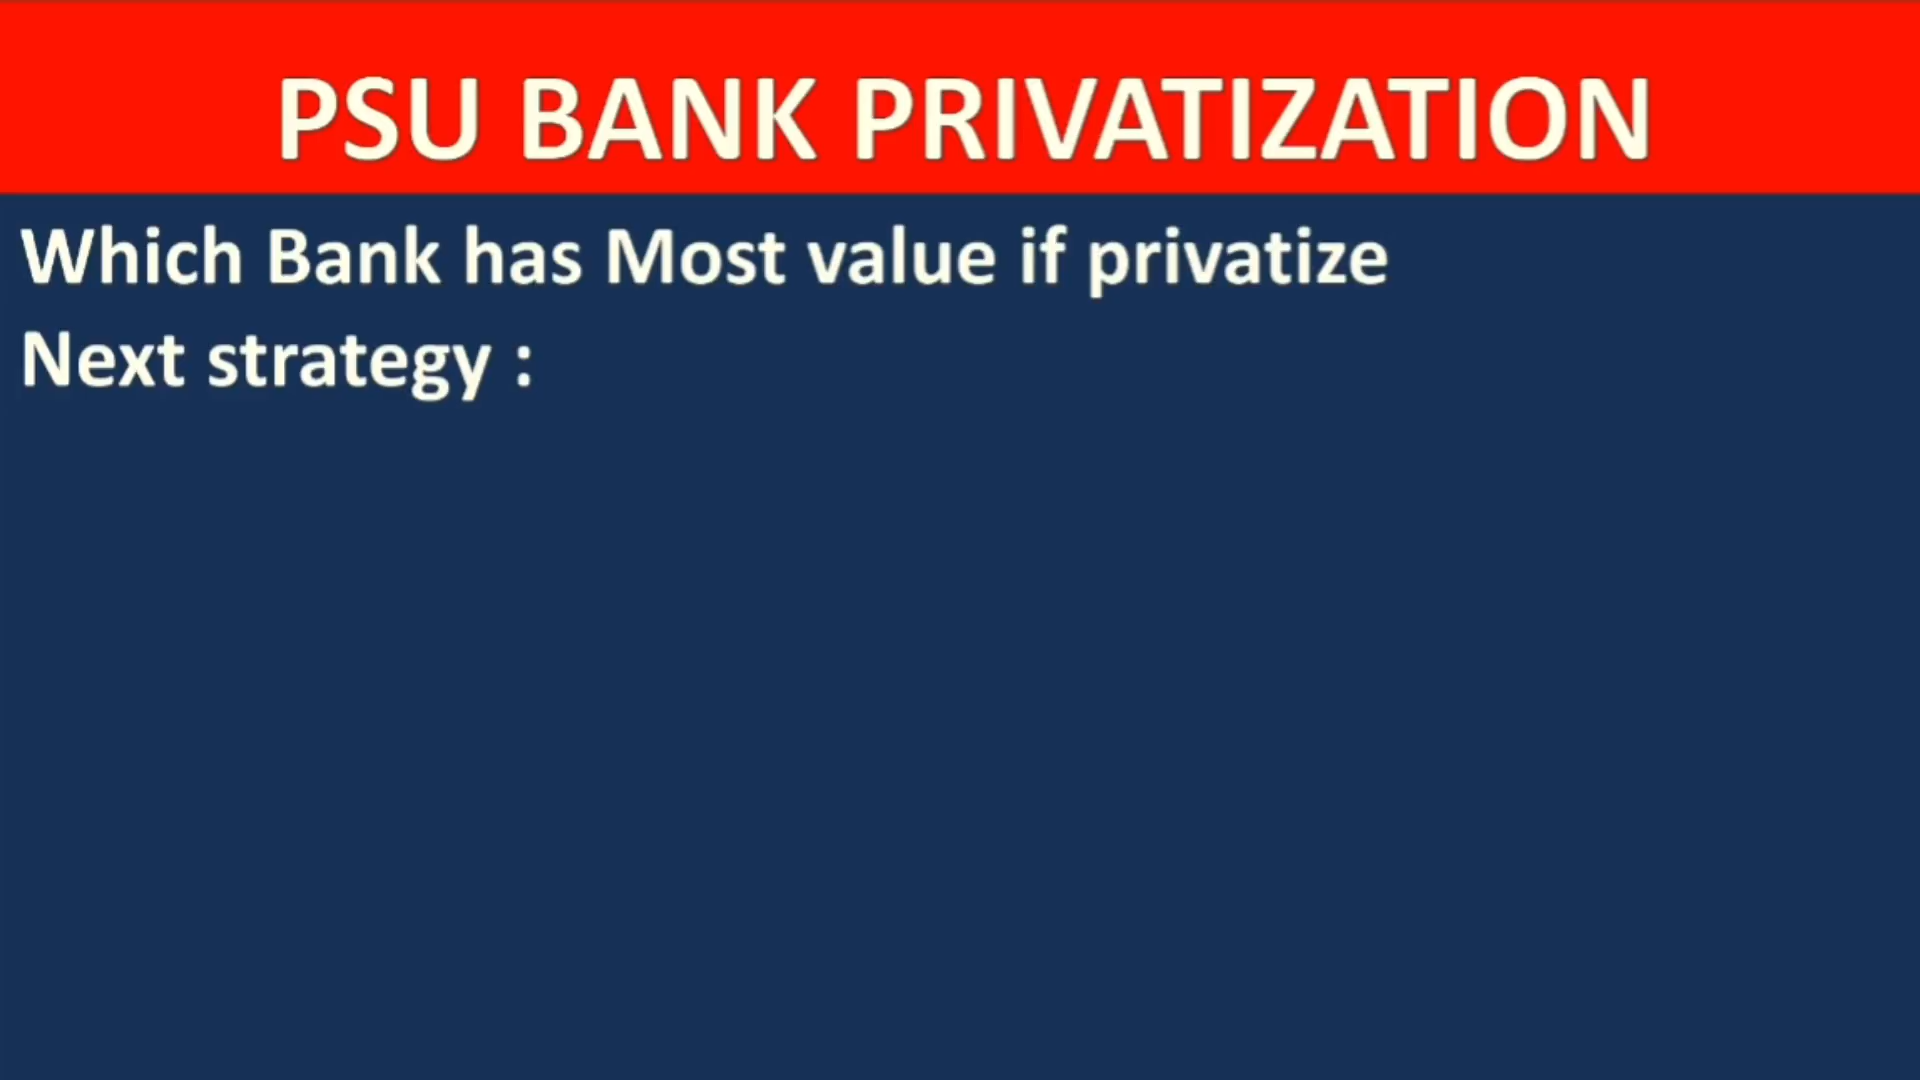 PSU BANK PRIVATIZATION
Which Bank has Most value if privatize
Next strategy :